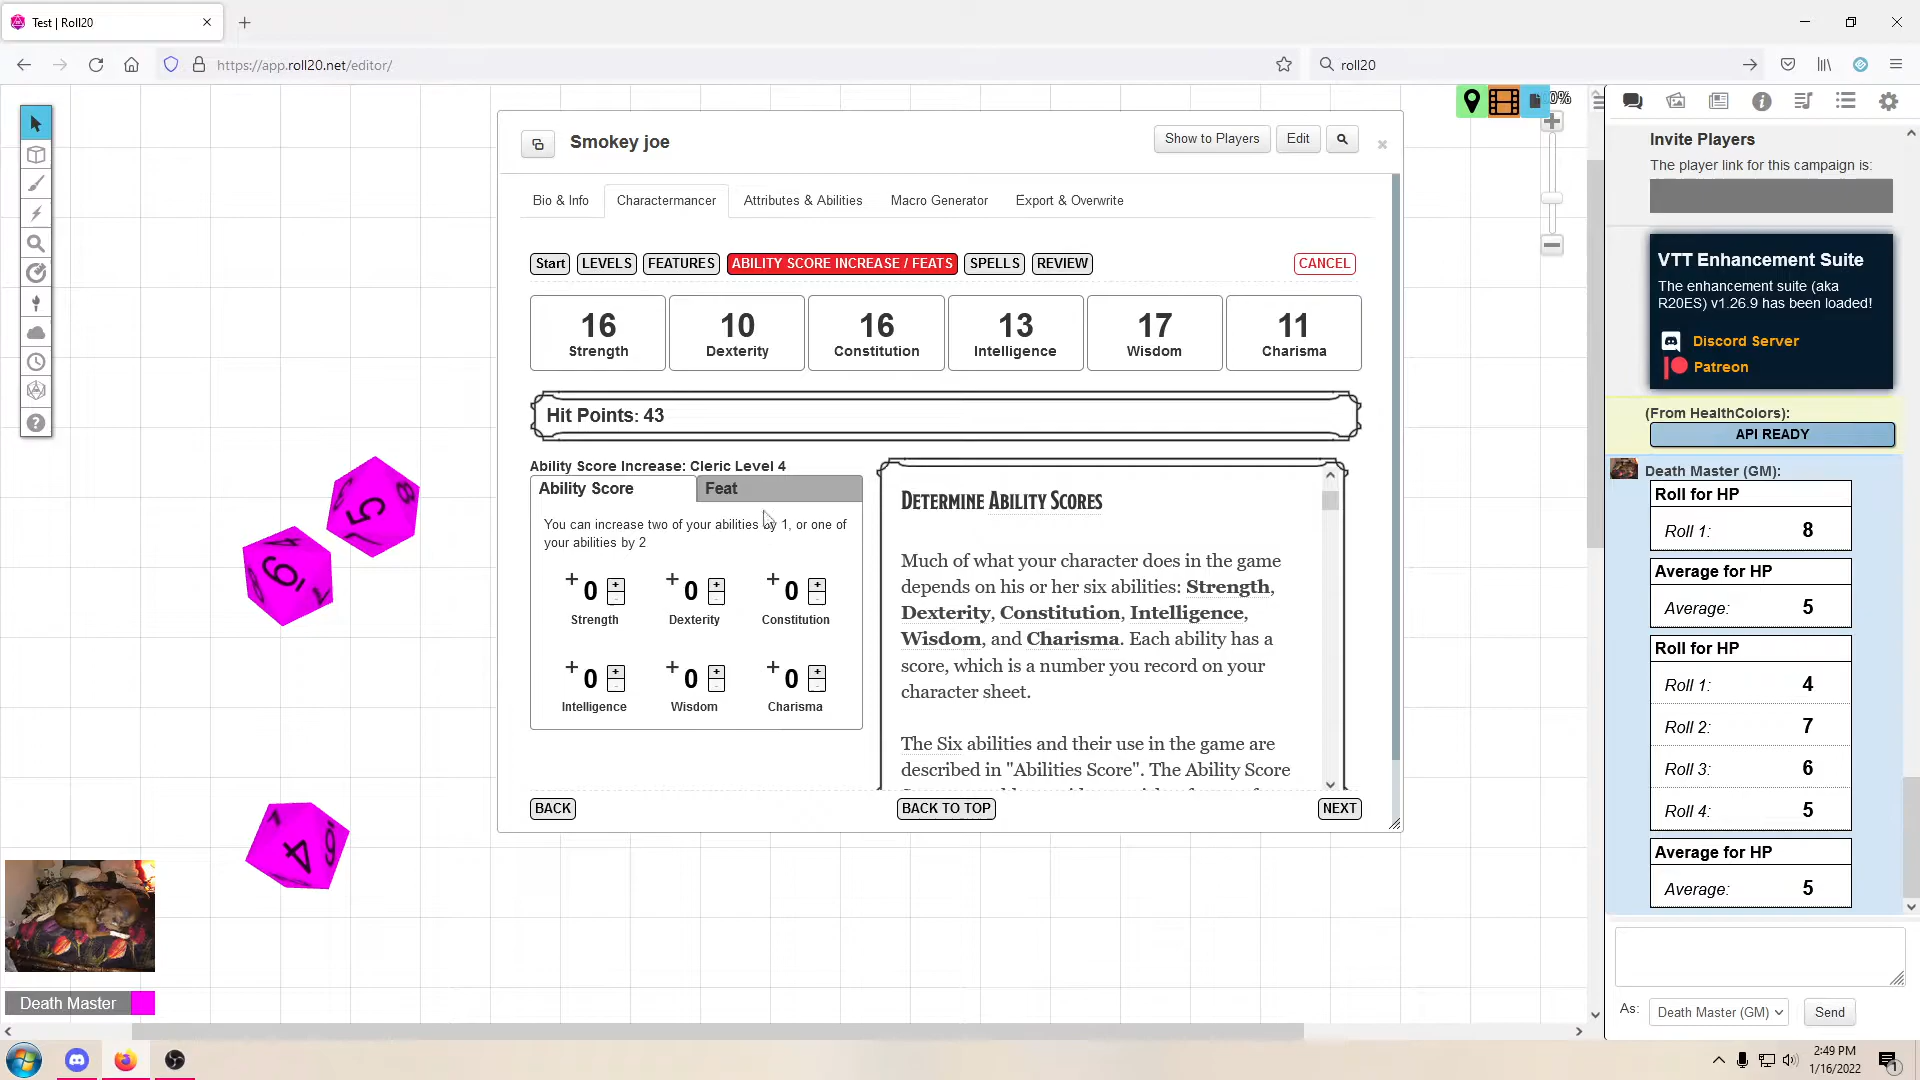 Test | Roll20
https://app.roll20.net/editor/
roll20
Smokey joe
Show to Players
Edit
Bio & Info
Charactermancer
Attributes & Abilities
Macro Generator
Export & Overwrite
Start
LEVELS
FEATURES
ABILITY SCORE INCREASE / FEATS
SPELLS
REVIEW
CANCEL
16
Strength
10
Dexterity
16
Constitution
13
Intelligence
17
Wisdom
11
Charisma
Hit Points: 43
Ability Score Increase: Cleric Level 4
Ability Score
Feat
You can increase two of your abilities by 1, or one of
your abilities by 2
+ 0 + -
Strength
+ 0 + -
Dexterity
+ 0 + -
Constitution
+ 0 + -
Intelligence
+ 0 + -
Wisdom
+ 0 + -
Charisma
DETERMINE ABILITY SCORES
Much of what your character does in the game
depends on his or her six abilities: Strength,
Dexterity, Constitution, Intelligence,
Wisdom, and Charisma. Each ability has a
score, which is a number you record on your
character sheet.
The Six abilities and their use in the game are
described in "Abilities Score". The Ability Score
BACK
BACK TO TOP
NEXT
Invite Players
The player link for this campaign is:
VTT Enhancement Suite
The enhancement suite (aka
R20ES) v1.26.9 has been loaded!
Discord Server
Patreon
(From HealthColors):
API READY
Death Master (GM):
Roll for HP
Roll 1: 8
Average for HP
Average: 5
Roll for HP
Roll 1: 4
Roll 2: 7
Roll 3: 6
Roll 4: 5
Average for HP
Average: 5
As: Death Master (GM)
Send
Death Master
2:49 PM
1/16/2022